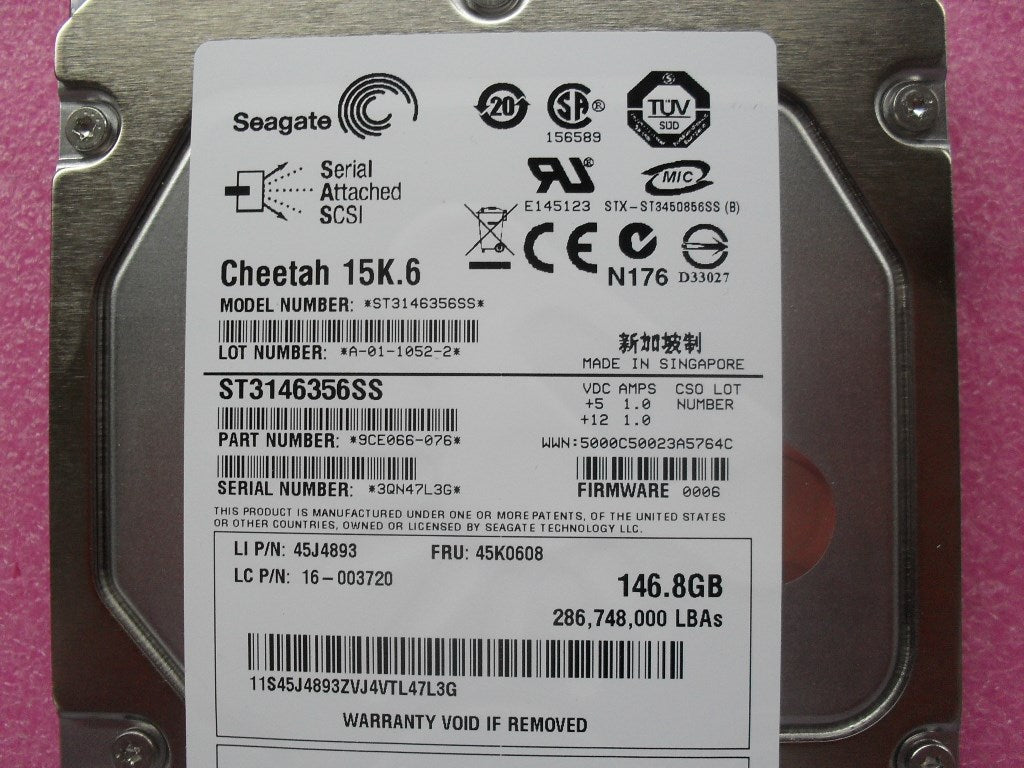 Seagate
20
SA ®
156589
TÜV
SÜD
Serial
Attached
SCSI
RU ®
E145123
MIC
STX-ST3450856SS (B)
CE
N176
D33027
Cheetah 15K.6
MODEL NUMBER: *ST3146356SS*
LOT NUMBER: *A-01-1052-2*
新加坡制
MADE IN SINGAPORE
ST3146356SS
VDC AMPS CSO LOT
+5 1.0 NUMBER
+12 1.0
PART NUMBER: *9CE066-076*
WWN:5000C50023A5764C
SERIAL NUMBER: *3QN47L3G*
FIRMWARE 0006
THIS PRODUCT IS MANUFACTURED UNDER ONE OR MORE PATENTS, OF THE UNITED STATES
OR OTHER COUNTRIES, OWNED OR LICENSED BY SEAGATE TECHNOLOGY LLC.
LI P/N: 45J4893 FRU: 45K0608
LC P/N: 16-003720
146.8GB
286,748,000 LBAs
11S45J4893ZVJ4VTL47L3G
WARRANTY VOID IF REMOVED